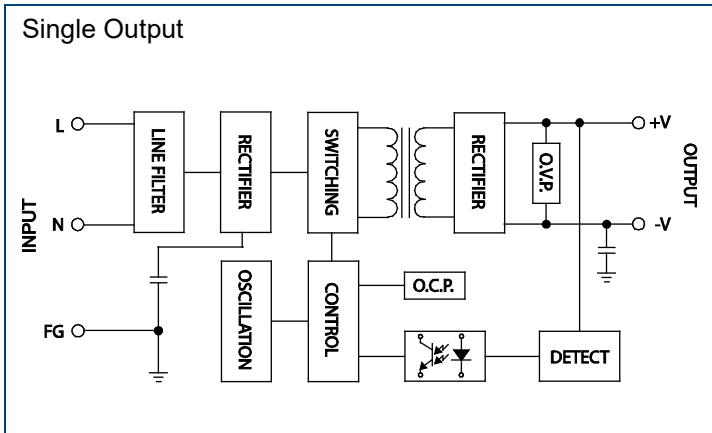 Single Output
INPUT
L
N
FG
LINE FILTER
RECTIFIER
SWITCHING
RECTIFIER
O.V.P.
+V
-V
OUTPUT
OSCILLATION
CONTROL
O.C.P.
DETECT